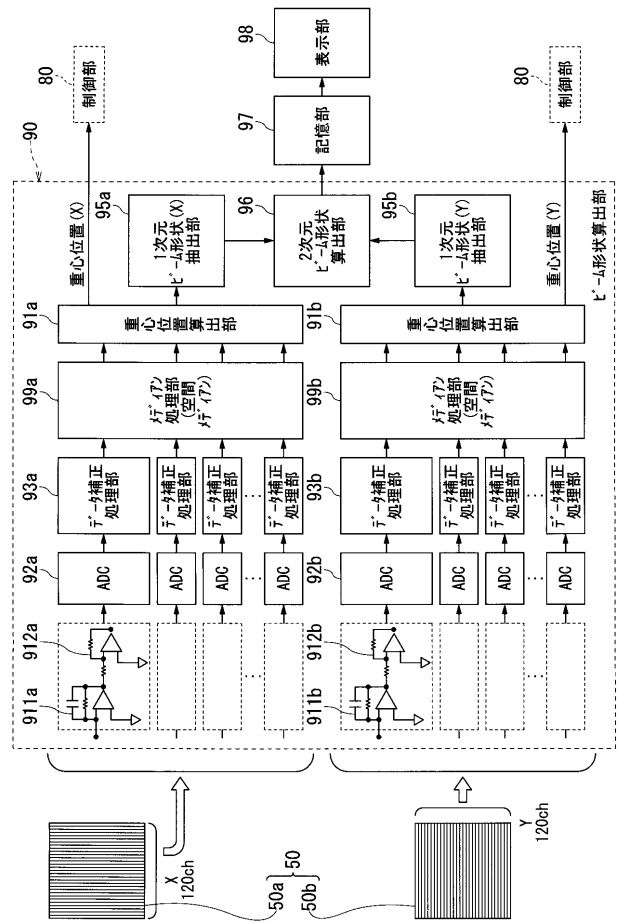 50
50a
50b
X
120ch
Y
120ch
90
911a
912a
92a
ADC
ADC
ADC
ADC
93a
データ補正
処理部
データ補正
処理部
データ補正
処理部
データ補正
処理部
99a
メディアン
処理部
(空間
メディアン)
91a
重心位置算出部
重心位置(X)
80
制御部
95a
1次元
ビーム形状(X)
抽出部
96
2次元
ビーム形状
算出部
97
記憶部
98
表示部
95b
1次元
ビーム形状(Y)
抽出部
911b
912b
92b
ADC
ADC
ADC
ADC
93b
データ補正
処理部
データ補正
処理部
データ補正
処理部
データ補正
処理部
99b
メディアン
処理部
(空間
メディアン)
91b
重心位置算出部
重心位置(Y)
80
制御部
ビーム形状算出部